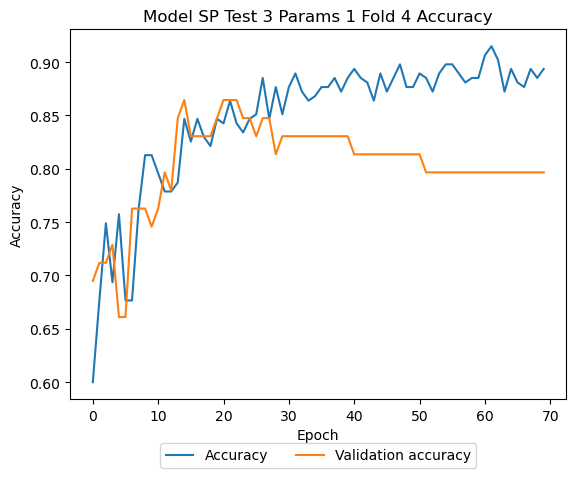 Model SP Test 3 Params 1 Fold 4 Accuracy
0.90
0.85
0.80
0.75
0.70
0.65
0.60
Accuracy
0 10 20 30 40 50 60 70
Epoch
Accuracy Validation accuracy